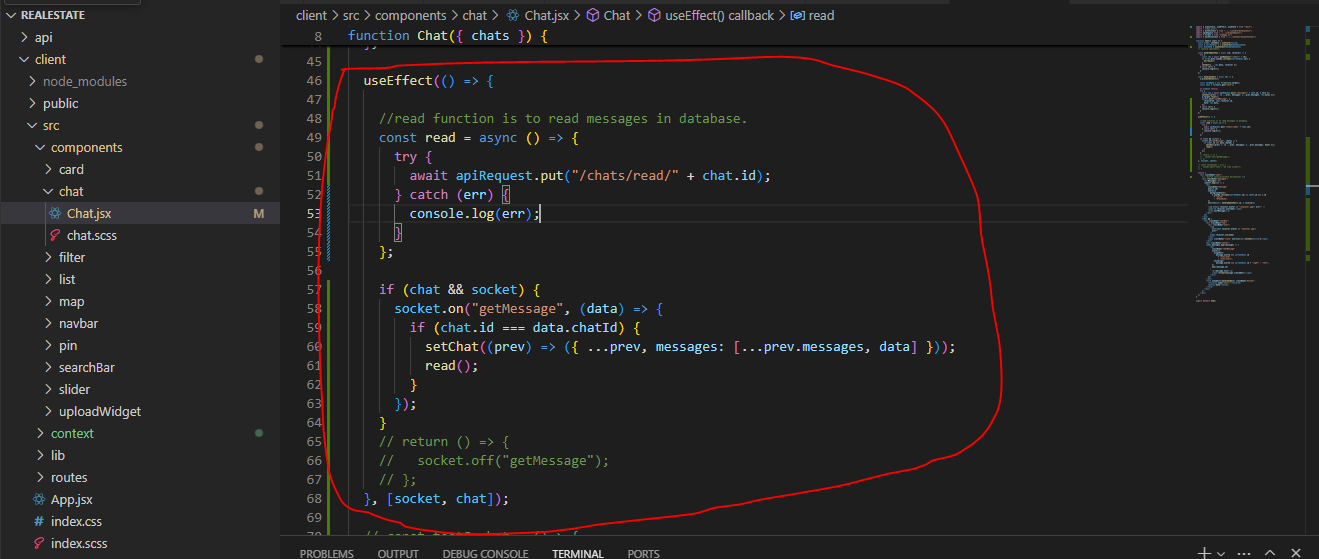 REALESTATE
api
client
node_modules
public
src
components
card
chat
Chat.jsx M
chat.scss
filter
list
map
navbar
pin
searchBar
slider
uploadWidget
context
lib
routes
App.jsx
index.css
index.scss
client > src > components > chat > Chat.jsx > Chat > useEffect() callback > read
8 function Chat({ chats }) {
45
46 useEffect(() => {
47
48 //read function is to read messages in database.
49 const read = async () => {
50 try {
51 await apiRequest.put("/chats/read/" + chat.id);
52 } catch (err) {
53 console.log(err);
54 }
55 };
56
57 if (chat && socket) {
58 socket.on("getMessage", (data) => {
59 if (chat.id === data.chatId) {
60 setChat((prev) => ({ ...prev, messages: [...prev.messages, data] }));
61 read();
62 }
63 });
64 }
65 // return () => {
66 // socket.off("getMessage");
67 // };
68 }, [socket, chat]);
69
PROBLEMS OUTPUT DEBUG CONSOLE TERMINAL PORTS